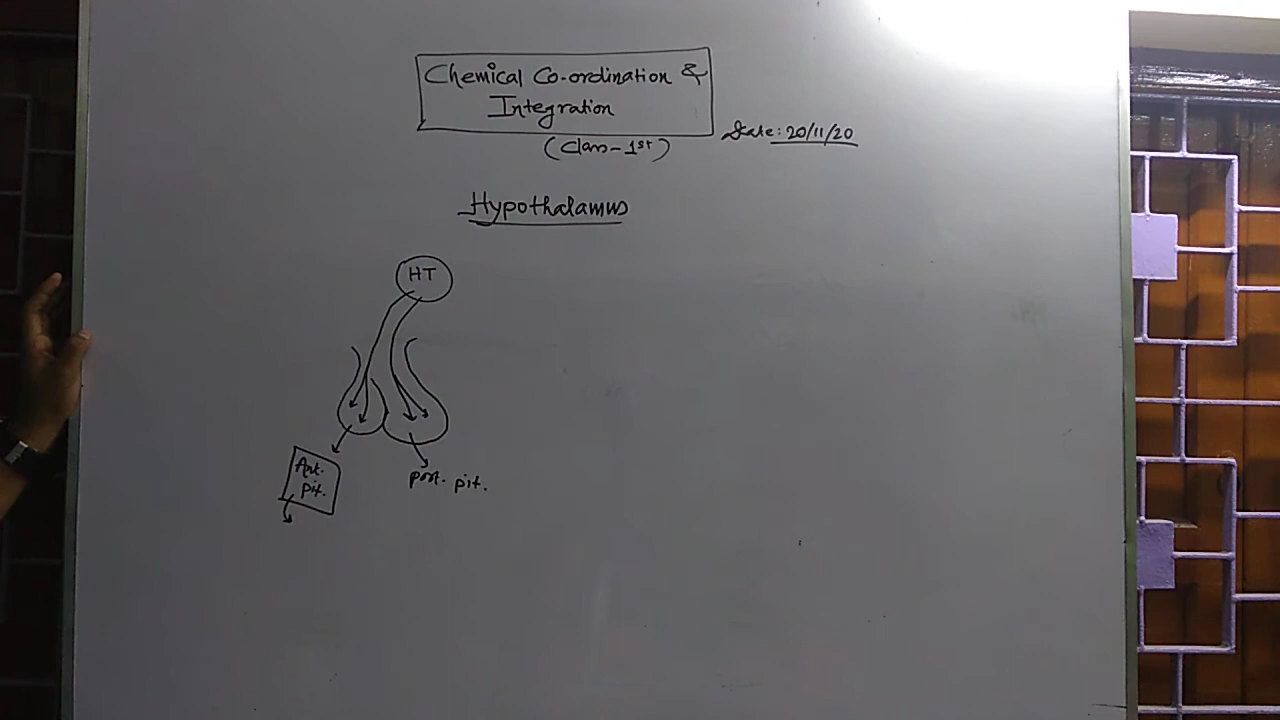 Chemical Co-ordination &
Integration
(Class-1st)
Date: 20/11/20
Hypothalamus
HT
Ant.
Pit.
post. pit.